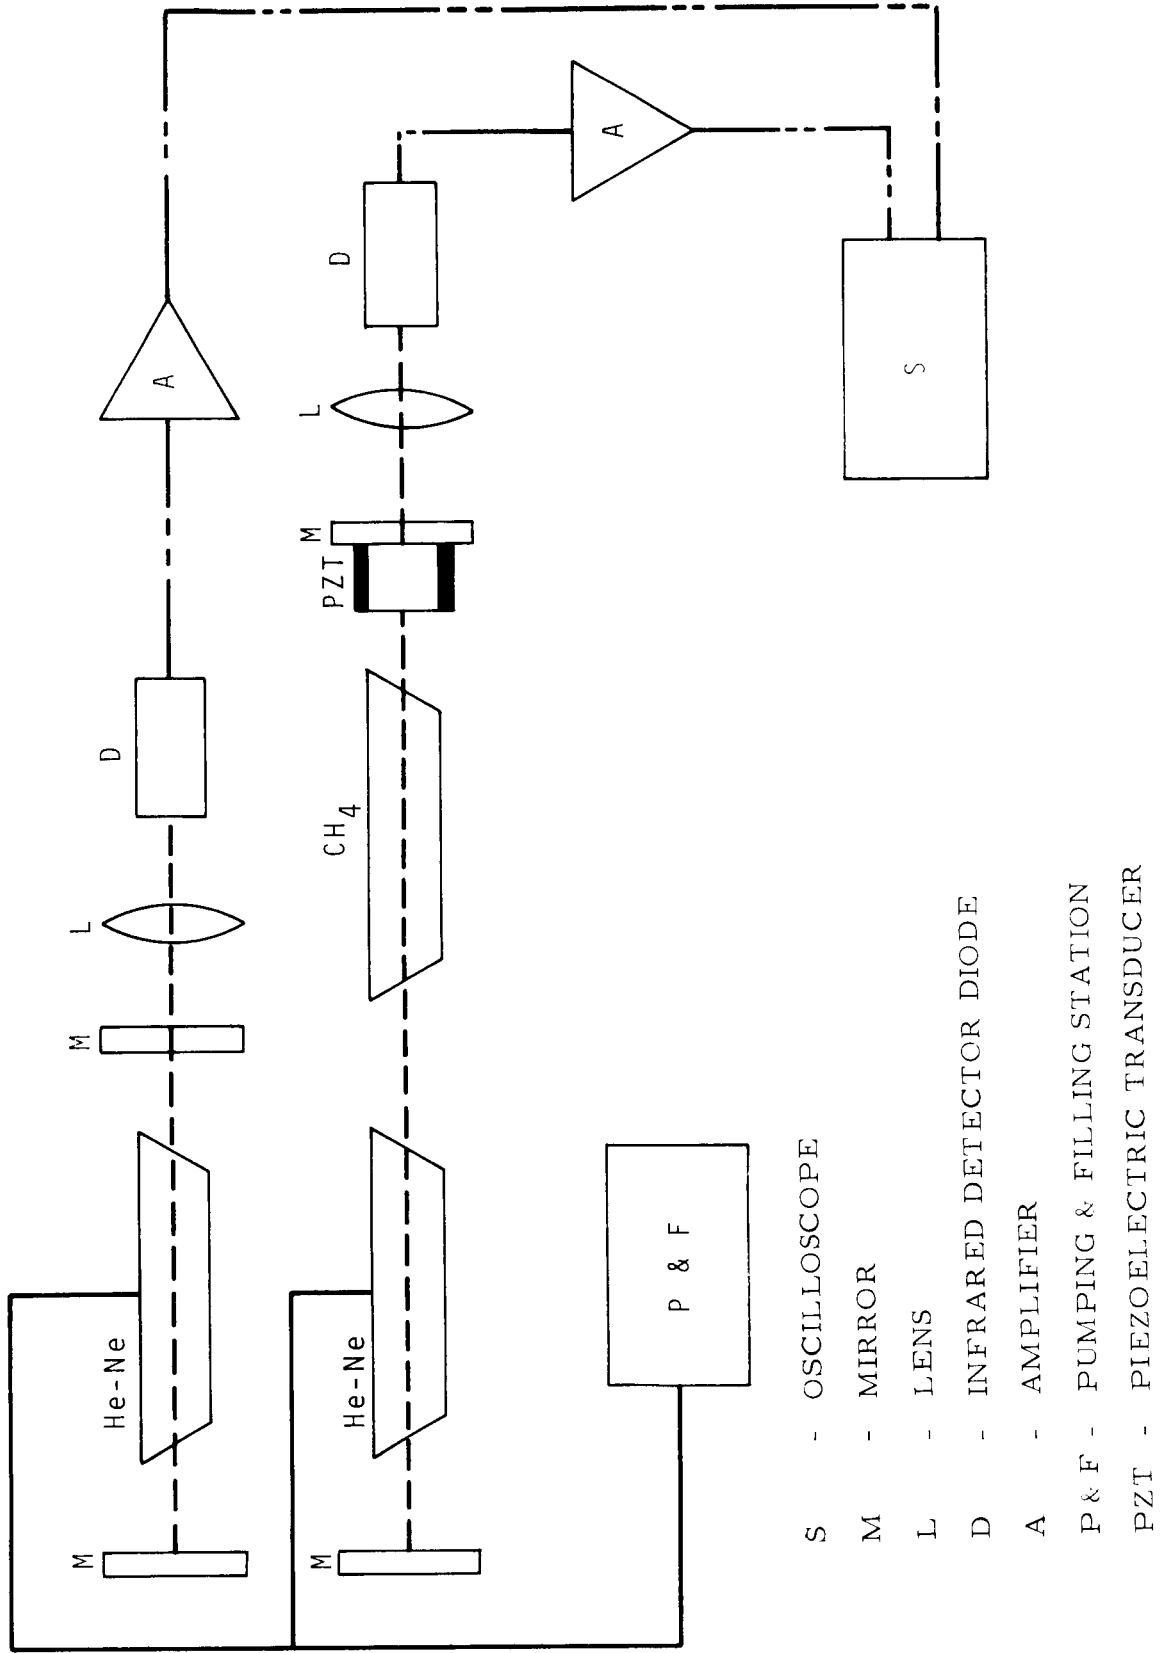 M
He-Ne
M
L
D
A
M
He-Ne
CH4
PZT
M
L
D
A
P & F
S
S - OSCILLOSCOPE
M - MIRROR
L - LENS
D - INFRARED DETECTOR DIODE
A - AMPLIFIER
P & F - PUMPING & FILLING STATION
PZT - PIEZOELECTRIC TRANSDUCER